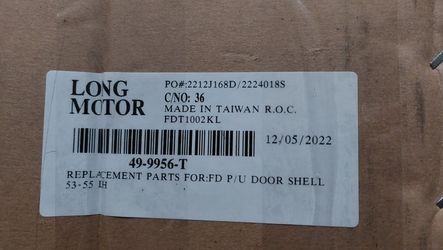 LONG
MOTOR
PO#:2212J168D/2224018S
C/NO: 36
MADE IN TAIWAN R.O.C.
FDT1002KL
12/05/2022
49-9956-T
REPLACEMENT PARTS FOR:FD P/U DOOR SHELL
53-55 LH